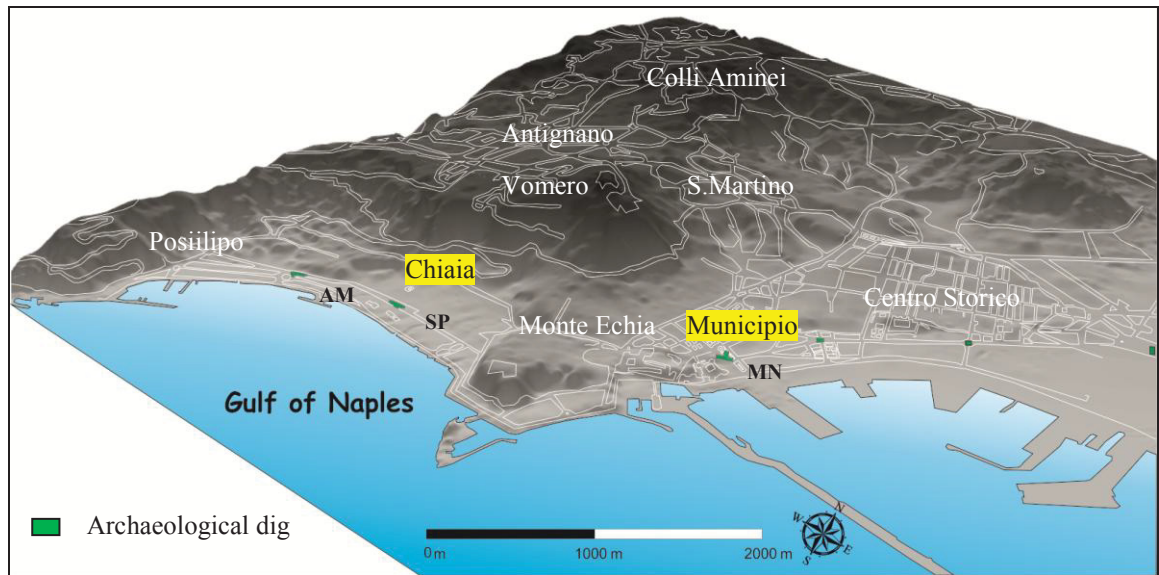 Colli Aminei
Antignano
Vomero
S.Martino
Posiilipo
Chiaia
Centro Storico
AM
SP
Monte Echia
Municipio
MN
Gulf of Naples
N
W
E
S
Archaeological dig
0 m 1000 m 2000 m